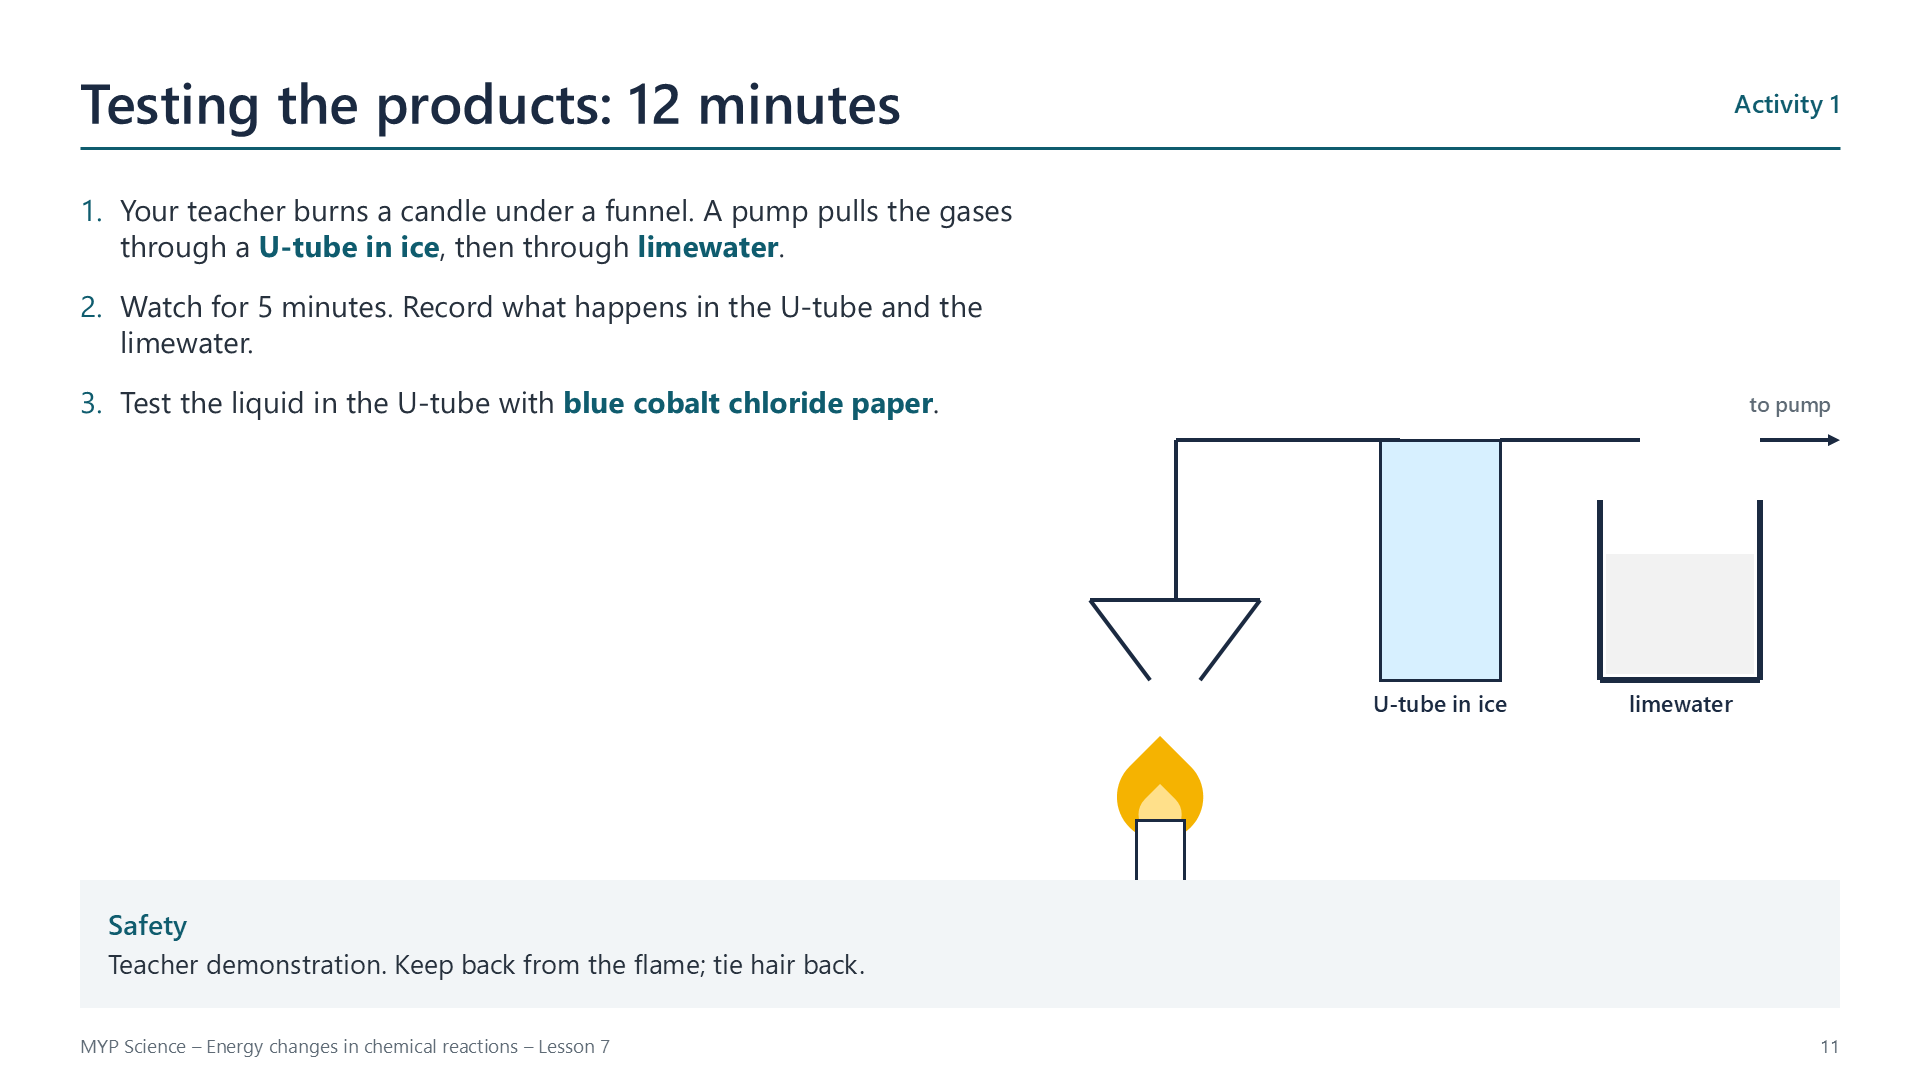 Testing the products: 12 minutes
Activity 1
1. Your teacher burns a candle under a funnel. A pump pulls the gases
through a U-tube in ice, then through limewater.
2. Watch for 5 minutes. Record what happens in the U-tube and the
limewater.
3. Test the liquid in the U-tube with blue cobalt chloride paper.
to pump
U-tube in ice
limewater
Safety
Teacher demonstration. Keep back from the flame; tie hair back.
MYP Science – Energy changes in chemical reactions – Lesson 7
11